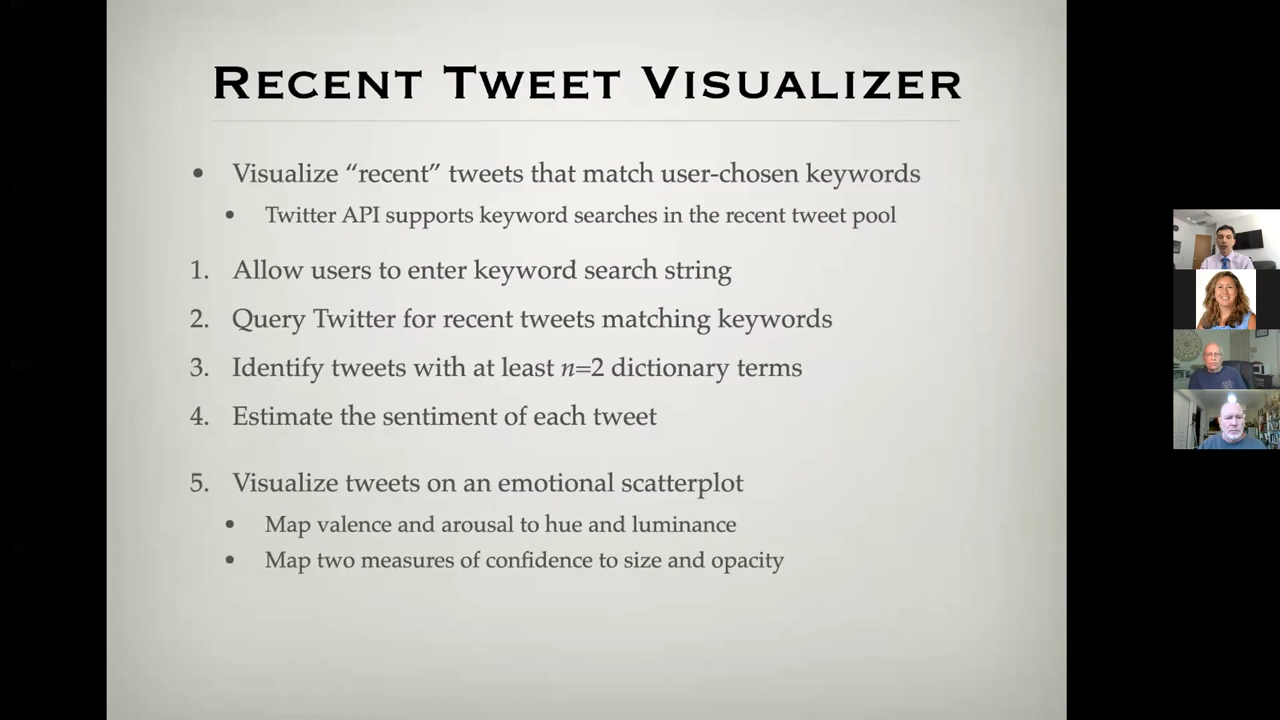 RECENT TWEET VISUALIZER
• Visualize “recent” tweets that match user-chosen keywords
• Twitter API supports keyword searches in the recent tweet pool
1. Allow users to enter keyword search string
2. Query Twitter for recent tweets matching keywords
3. Identify tweets with at least n=2 dictionary terms
4. Estimate the sentiment of each tweet
5. Visualize tweets on an emotional scatterplot
• Map valence and arousal to hue and luminance
• Map two measures of confidence to size and opacity